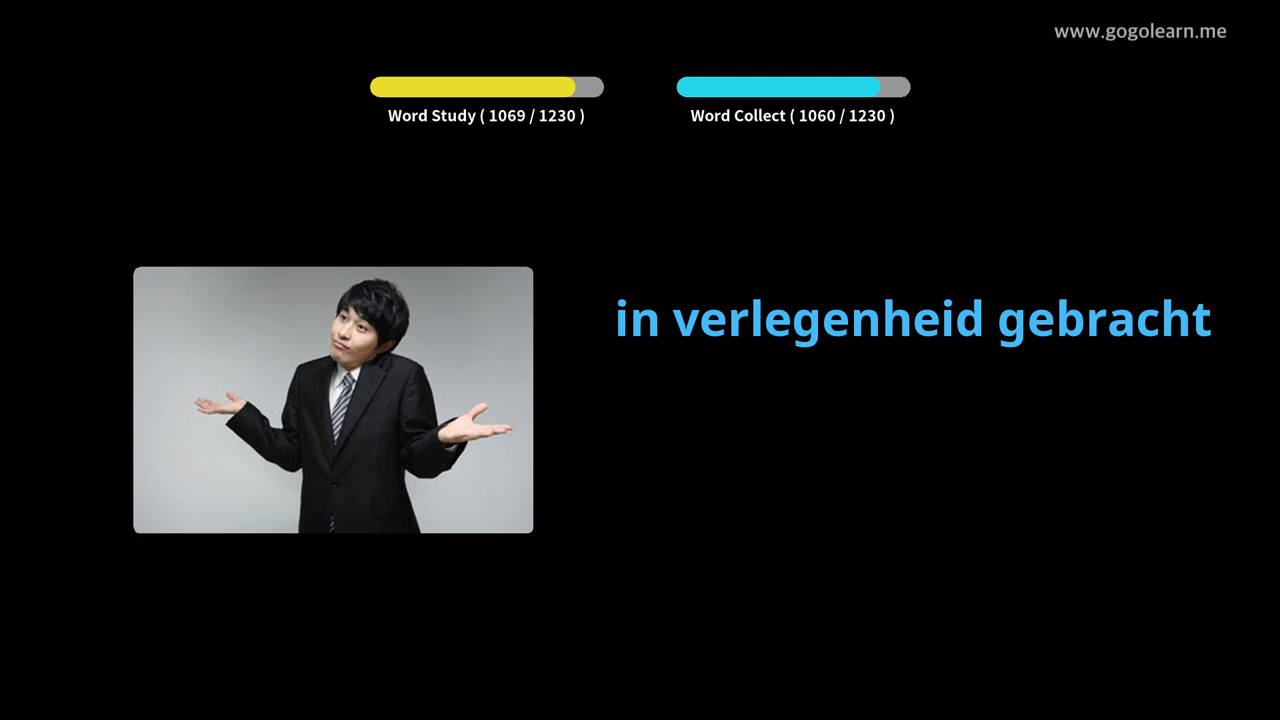 www.gogolearn.me
Word Study ( 1069 / 1230 )
Word Collect ( 1060 / 1230 )
in verlegenheid gebracht